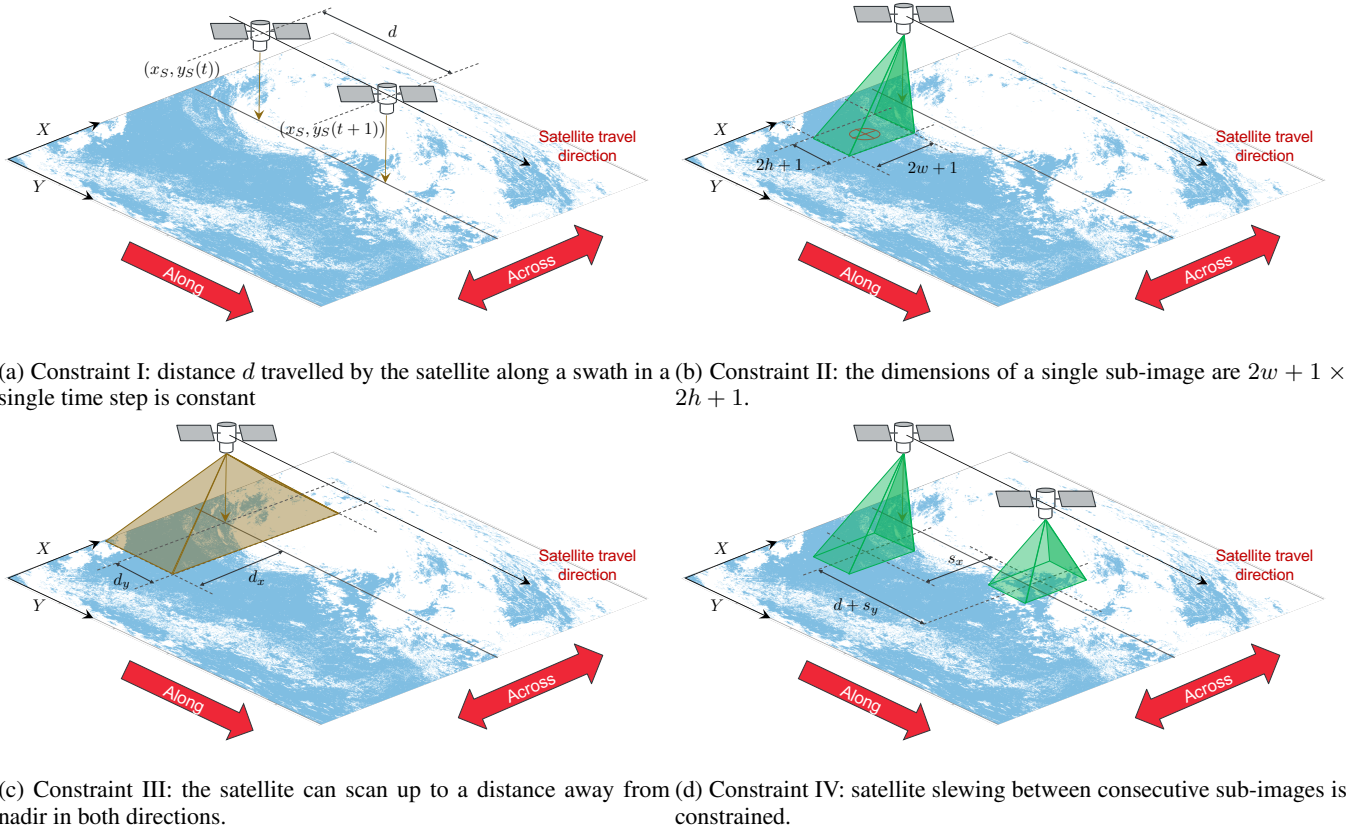 d
(x_S, y_S(t))
(x_S, y_S(t + 1))
X
Y
Satellite travel
direction
Along
Across
(a) Constraint I: distance d travelled by the satellite along a swath in a
single time step is constant
X
Y
2h + 1
2w + 1
Satellite travel
direction
Along
Across
(b) Constraint II: the dimensions of a single sub-image are 2w + 1 ×
2h + 1.
X
Y
d_y
d_x
Satellite travel
direction
Along
Across
(c) Constraint III: the satellite can scan up to a distance away from
nadir in both directions.
X
Y
s_x
d + s_y
Satellite travel
direction
Along
Across
(d) Constraint IV: satellite slewing between consecutive sub-images is
constrained.